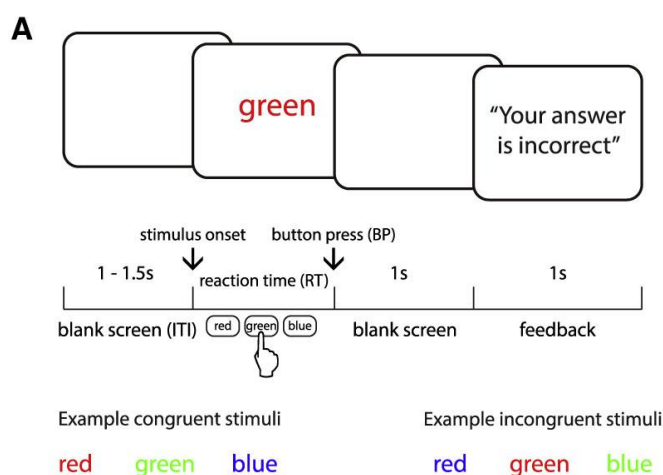 A
green
"Your answer
is incorrect"
stimulus onset button press (BP)
1 - 1.5s reaction time (RT) 1s 1s
blank screen (ITI) red green blue blank screen feedback
Example congruent stimuli Example incongruent stimuli
red green blue red green blue